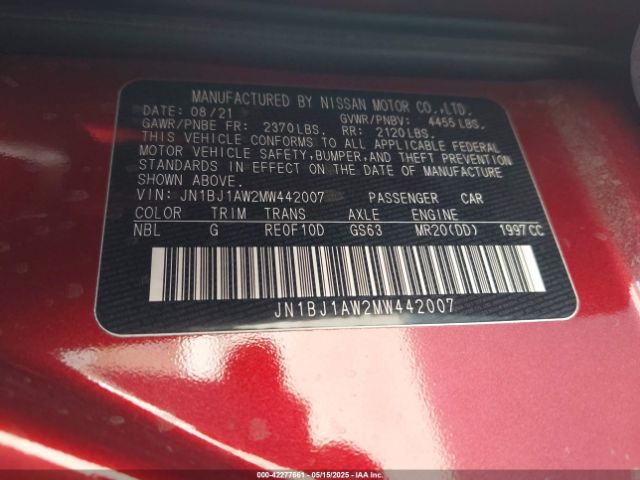 MANUFACTURED BY NISSAN MOTOR CO.,LTD.
DATE: 08/21 GVWR/PNBV: 4455 LBS.
GAWR/PNBE FR: 2370LBS. RR: 2120LBS.
THIS VEHICLE CONFORMS TO ALL APPLICABLE FEDERAL
MOTOR VEHICLE SAFETY, BUMPER, AND THEFT PREVENTION
STANDARDS IN EFFECT ON THE DATE OF MANUFACTURE
SHOWN ABOVE.
VIN: JN1BJ1AW2MW442007 PASSENGER CAR
COLOR TRIM TRANS AXLE ENGINE
NBL G RE0F10D GS63 MR20(DD) 1997CC
JN1BJ1AW2MW442007
000-42277661 - 05/15/2025 - IAAI.COM